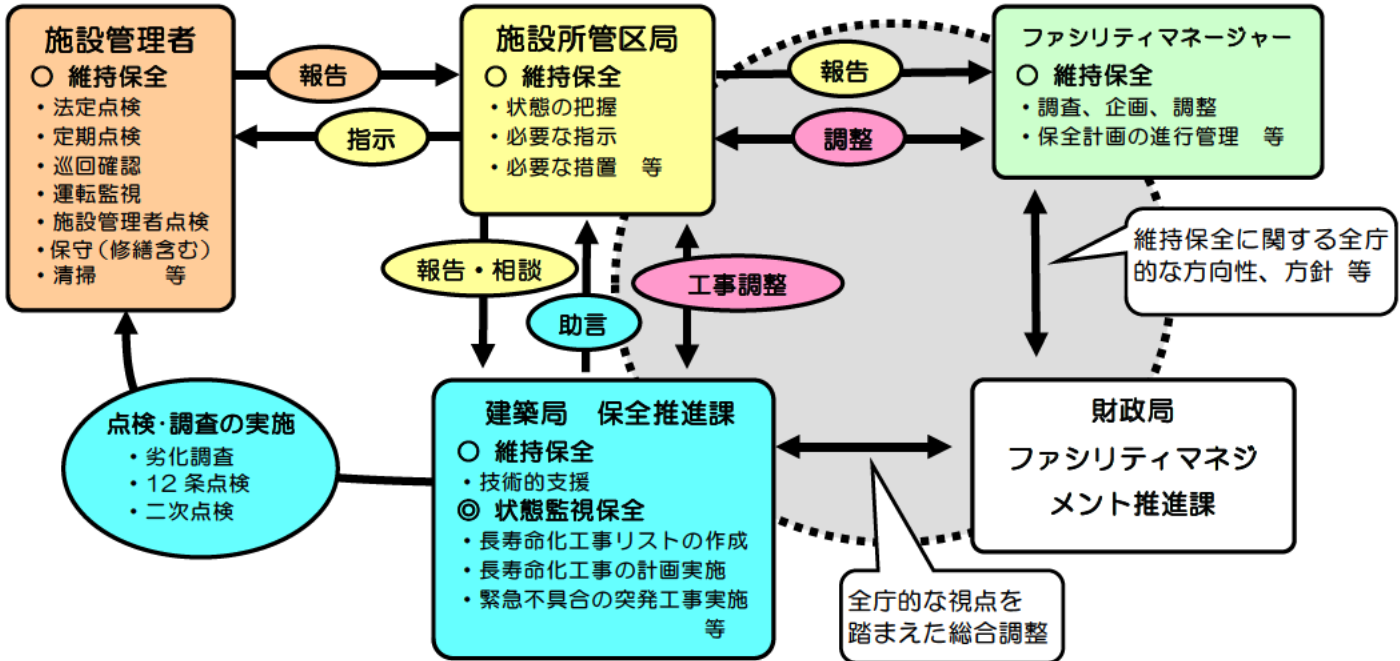 施設管理者
○ 維持保全
・法定点検
・定期点検
・巡回確認
・運転監視
・施設管理者点検
・保守(修繕含む)
・清掃　　　等
報告
指示
施設所管区局
○ 維持保全
・状態の把握
・必要な指示
・必要な措置　等
報告
調整
ファシリティマネージャー
○ 維持保全
・調査、企画、調整
・保全計画の進行管理　等
報告・相談
助言
工事調整
維持保全に関する全庁
的な方向性、方針 等
点検・調査の実施
・劣化調査
・12 条点検
・二次点検
建築局　保全推進課
○ 維持保全
・技術的支援
◎ 状態監視保全
・長寿命化工事リストの作成
・長寿命化工事の計画実施
・緊急不具合の突発工事実施
等
財政局
ファシリティマネジ
メント推進課
全庁的な視点を
踏まえた総合調整